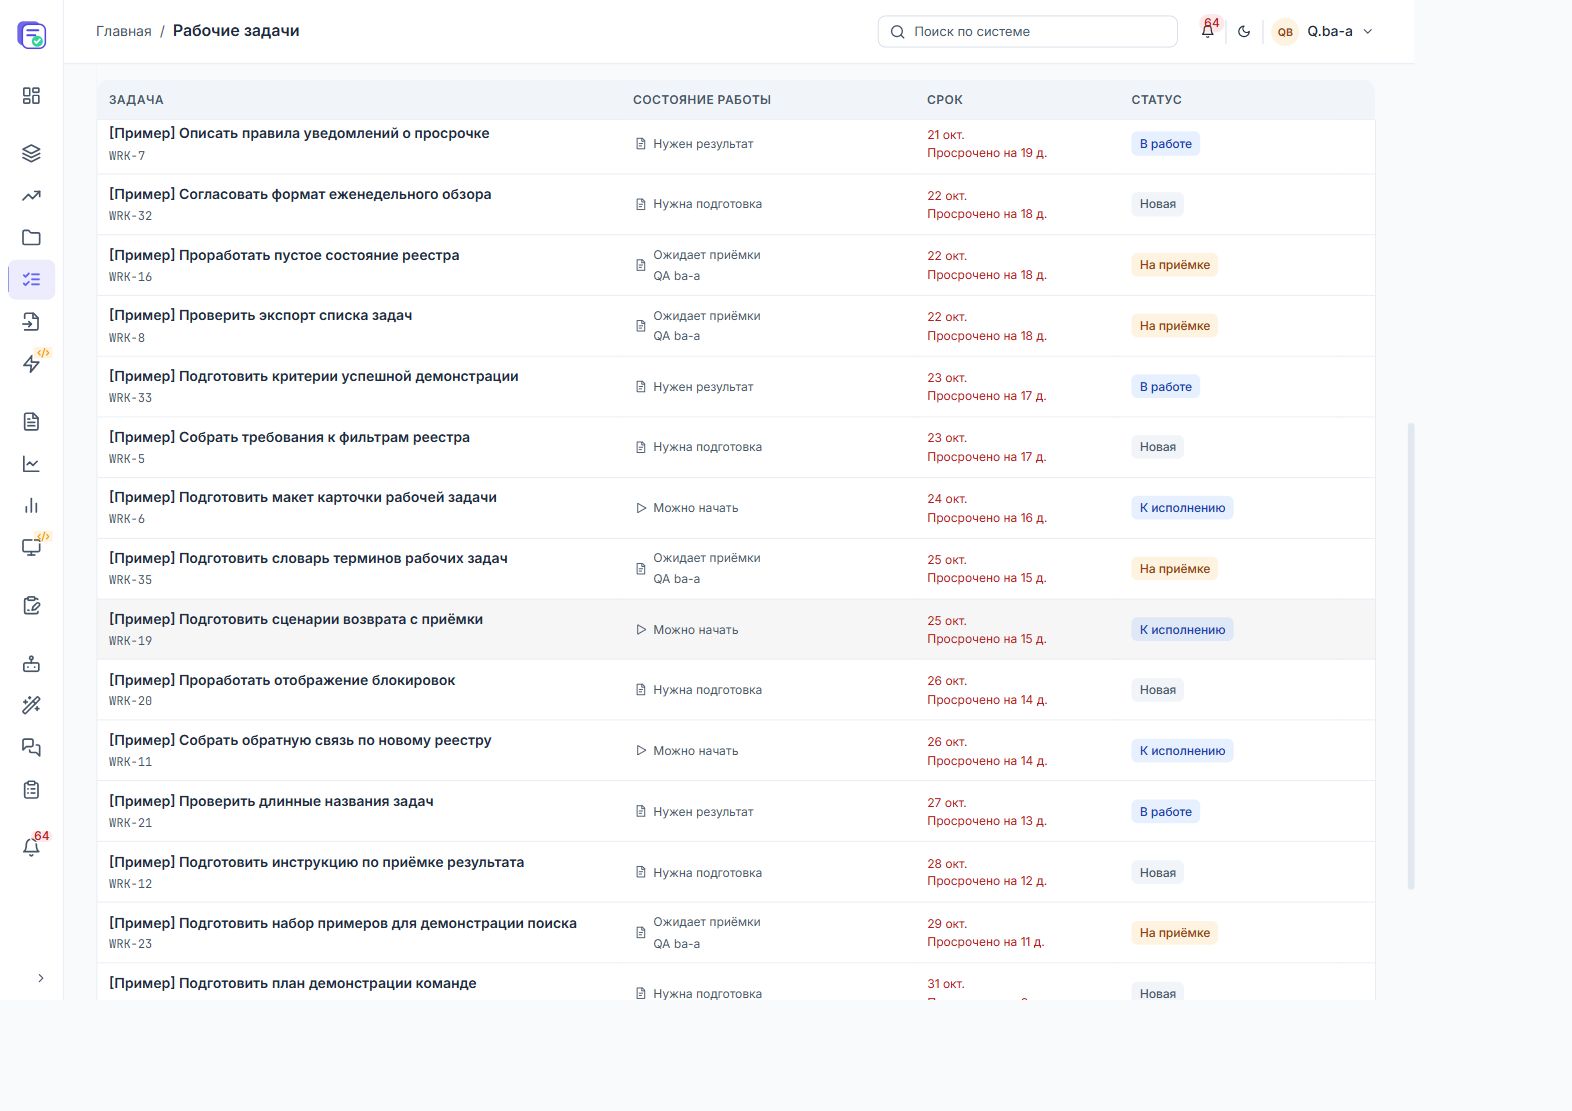 Главная / Рабочие задачи
Поиск по системе
64
QB
Q.ba-a
ЗАДАЧА СОСТОЯНИЕ РАБОТЫ СРОК СТАТУС
[Пример] Описать правила уведомлений о просрочке
WRK-7
Нужен результат
21 окт.
Просрочено на 19 д.
В работе
[Пример] Согласовать формат еженедельного обзора
WRK-32
Нужна подготовка
22 окт.
Просрочено на 18 д.
Новая
[Пример] Проработать пустое состояние реестра
WRK-16
Ожидает приёмки
QA ba-a
22 окт.
Просрочено на 18 д.
На приёмке
[Пример] Проверить экспорт списка задач
WRK-8
Ожидает приёмки
QA ba-a
22 окт.
Просрочено на 18 д.
На приёмке
[Пример] Подготовить критерии успешной демонстрации
WRK-33
Нужен результат
23 окт.
Просрочено на 17 д.
В работе
[Пример] Собрать требования к фильтрам реестра
WRK-5
Нужна подготовка
23 окт.
Просрочено на 17 д.
Новая
[Пример] Подготовить макет карточки рабочей задачи
WRK-6
Можно начать
24 окт.
Просрочено на 16 д.
К исполнению
[Пример] Подготовить словарь терминов рабочих задач
WRK-35
Ожидает приёмки
QA ba-a
25 окт.
Просрочено на 15 д.
На приёмке
[Пример] Подготовить сценарии возврата с приёмки
WRK-19
Можно начать
25 окт.
Просрочено на 15 д.
К исполнению
[Пример] Проработать отображение блокировок
WRK-20
Нужна подготовка
26 окт.
Просрочено на 14 д.
Новая
[Пример] Собрать обратную связь по новому реестру
WRK-11
Можно начать
26 окт.
Просрочено на 14 д.
К исполнению
[Пример] Проверить длинные названия задач
WRK-21
Нужен результат
27 окт.
Просрочено на 13 д.
В работе
[Пример] Подготовить инструкцию по приёмке результата
WRK-12
Нужна подготовка
28 окт.
Просрочено на 12 д.
Новая
[Пример] Подготовить набор примеров для демонстрации поиска
WRK-23
Ожидает приёмки
QA ba-a
29 окт.
Просрочено на 11 д.
На приёмке
[Пример] Подготовить план демонстрации команде
Нужна подготовка
31 окт.
Новая
64